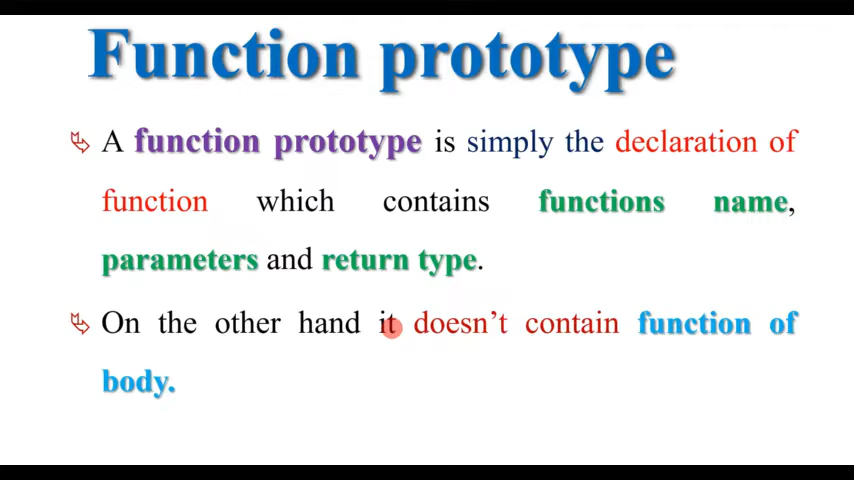 Function prototype
A function prototype is simply the declaration of
function which contains functions name,
parameters and return type.
On the other hand it doesn't contain function of
body.